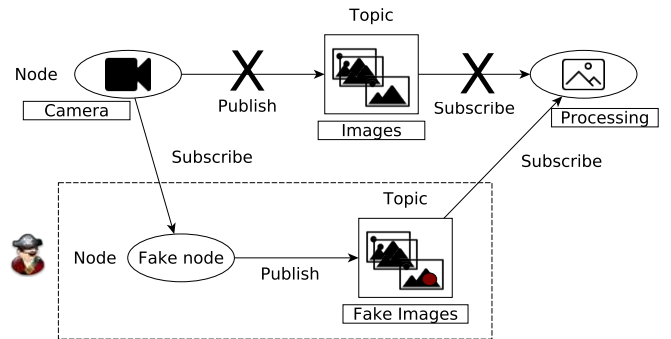 Topic
Node
Publish
Subscribe
Camera
Images
Processing
Subscribe
Subscribe
Topic
Node
Fake node
Publish
Fake Images